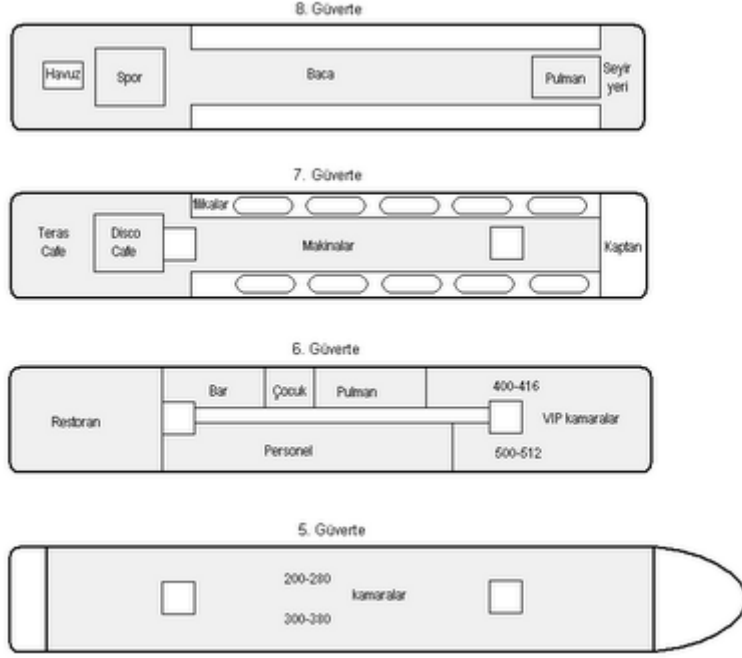 8. Güverte
Havuz
Spor
Baca
Pulman
Seyir
yeri
7. Güverte
filikalar
Teras
Cafe
Disco
Cafe
Makinalar
Kaptan
6. Güverte
Bar
Çocuk
Pulman
400-416
Restoran
VIP kamaralar
Personel
500-512
5. Güverte
200-280
kamaralar
300-380